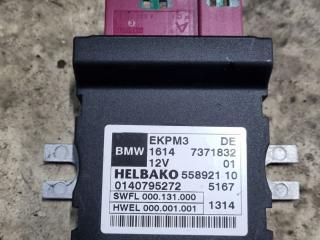 EKPM3 DE
BMW 1614 7371832
12V 01
HELBAKO 558921 10
0140795272 5167
SWFL 000.131.000
HWEL 000.001.001 1314